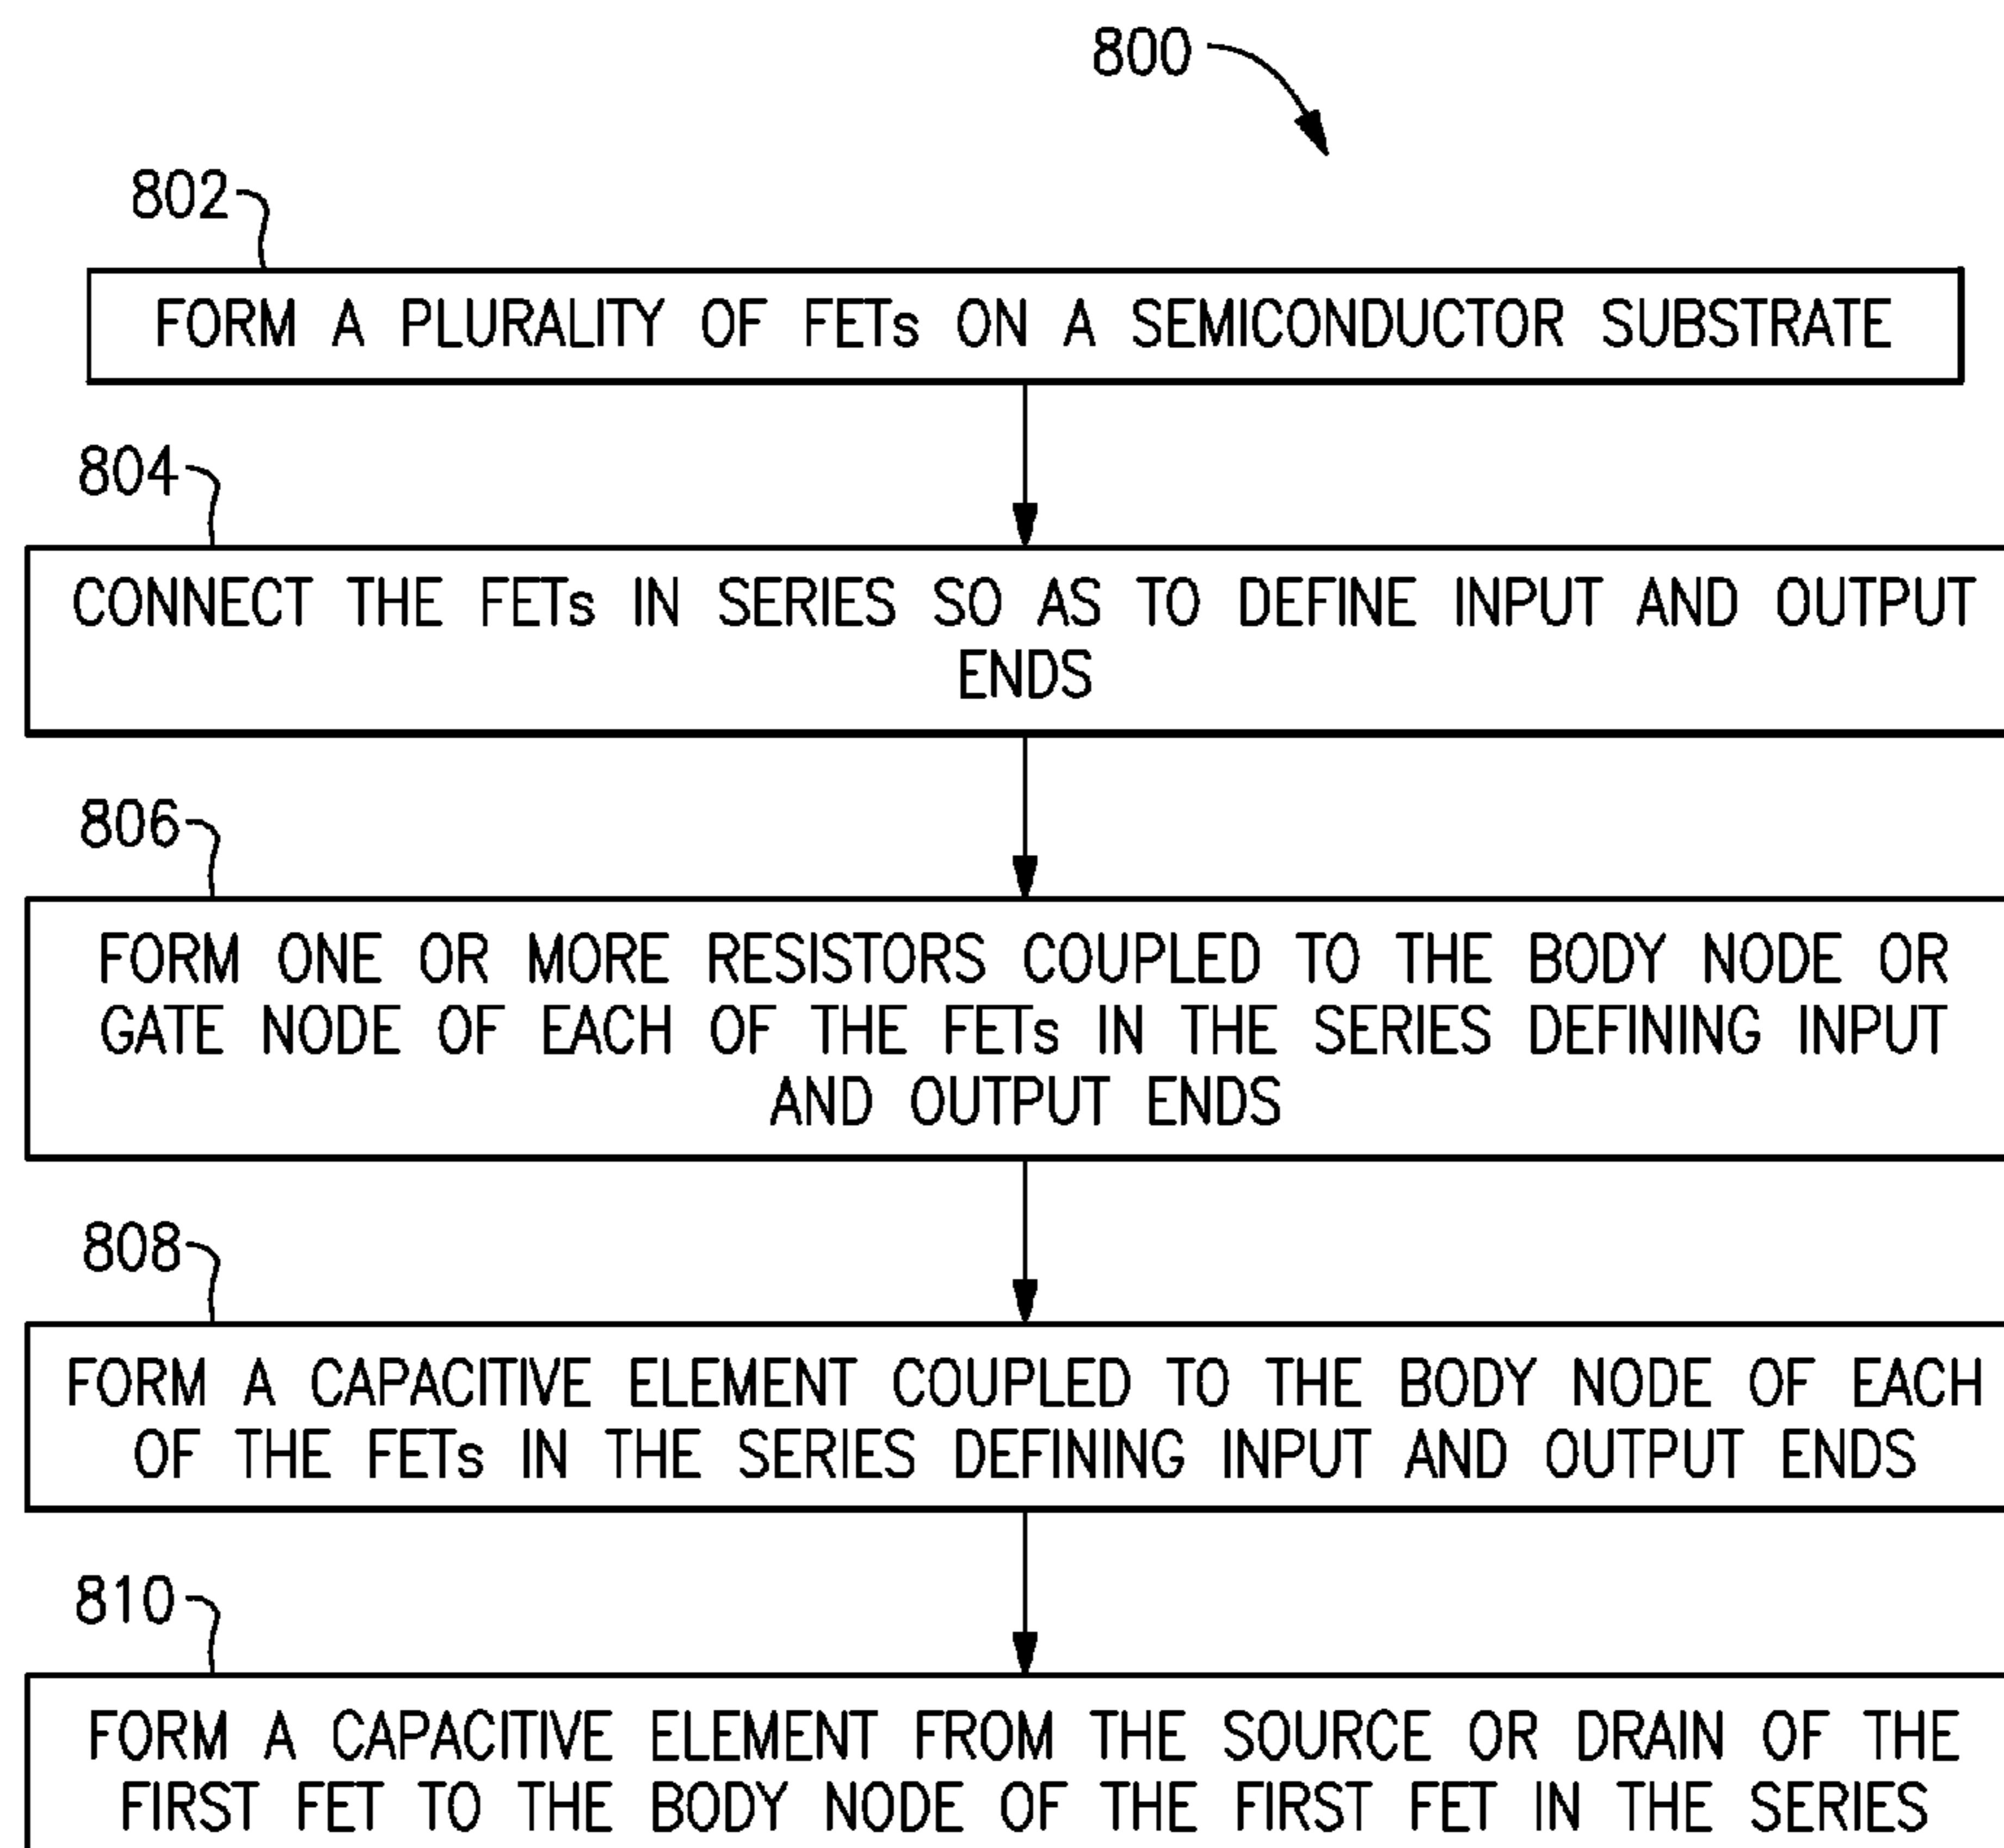 800
802
FORM A PLURALITY OF FETs ON A SEMICONDUCTOR SUBSTRATE
804
CONNECT THE FETs IN SERIES SO AS TO DEFINE INPUT AND OUTPUT
ENDS
806
FORM ONE OR MORE RESISTORS COUPLED TO THE BODY NODE OR
GATE NODE OF EACH OF THE FETs IN THE SERIES DEFINING INPUT
AND OUTPUT ENDS
808
FORM A CAPACITIVE ELEMENT COUPLED TO THE BODY NODE OF EACH
OF THE FETs IN THE SERIES DEFINING INPUT AND OUTPUT ENDS
810
FORM A CAPACITIVE ELEMENT FROM THE SOURCE OR DRAIN OF THE
FIRST FET TO THE BODY NODE OF THE FIRST FET IN THE SERIES